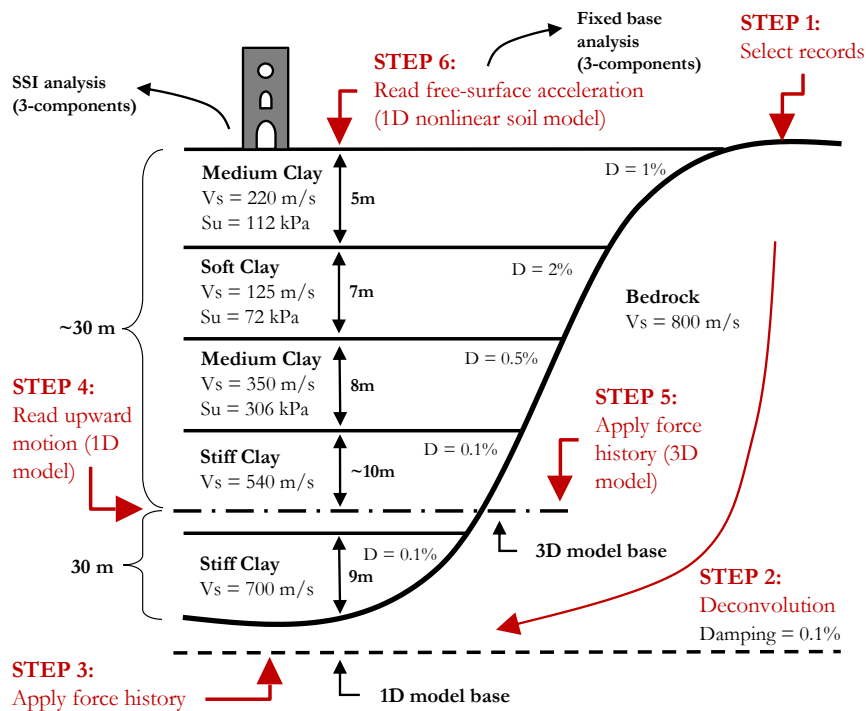 STEP 1:
Select records
Fixed base
analysis
(3-components)
STEP 6:
Read free-surface acceleration
(1D nonlinear soil model)
SSI analysis
(3-components)
Medium Clay
Vs = 220 m/s
Su = 112 kPa
5m
D = 1%
Soft Clay
Vs = 125 m/s
Su = 72 kPa
7m
D = 2%
Bedrock
Vs = 800 m/s
~30 m
Medium Clay
Vs = 350 m/s
Su = 306 kPa
8m
D = 0.5%
STEP 4:
Read upward
motion (1D
model)
STEP 5:
Apply force
history (3D
model)
Stiff Clay
Vs = 540 m/s
~10m
D = 0.1%
3D model base
30 m
Stiff Clay
Vs = 700 m/s
9m
D = 0.1%
STEP 2:
Deconvolution
Damping = 0.1%
STEP 3:
Apply force history
1D model base